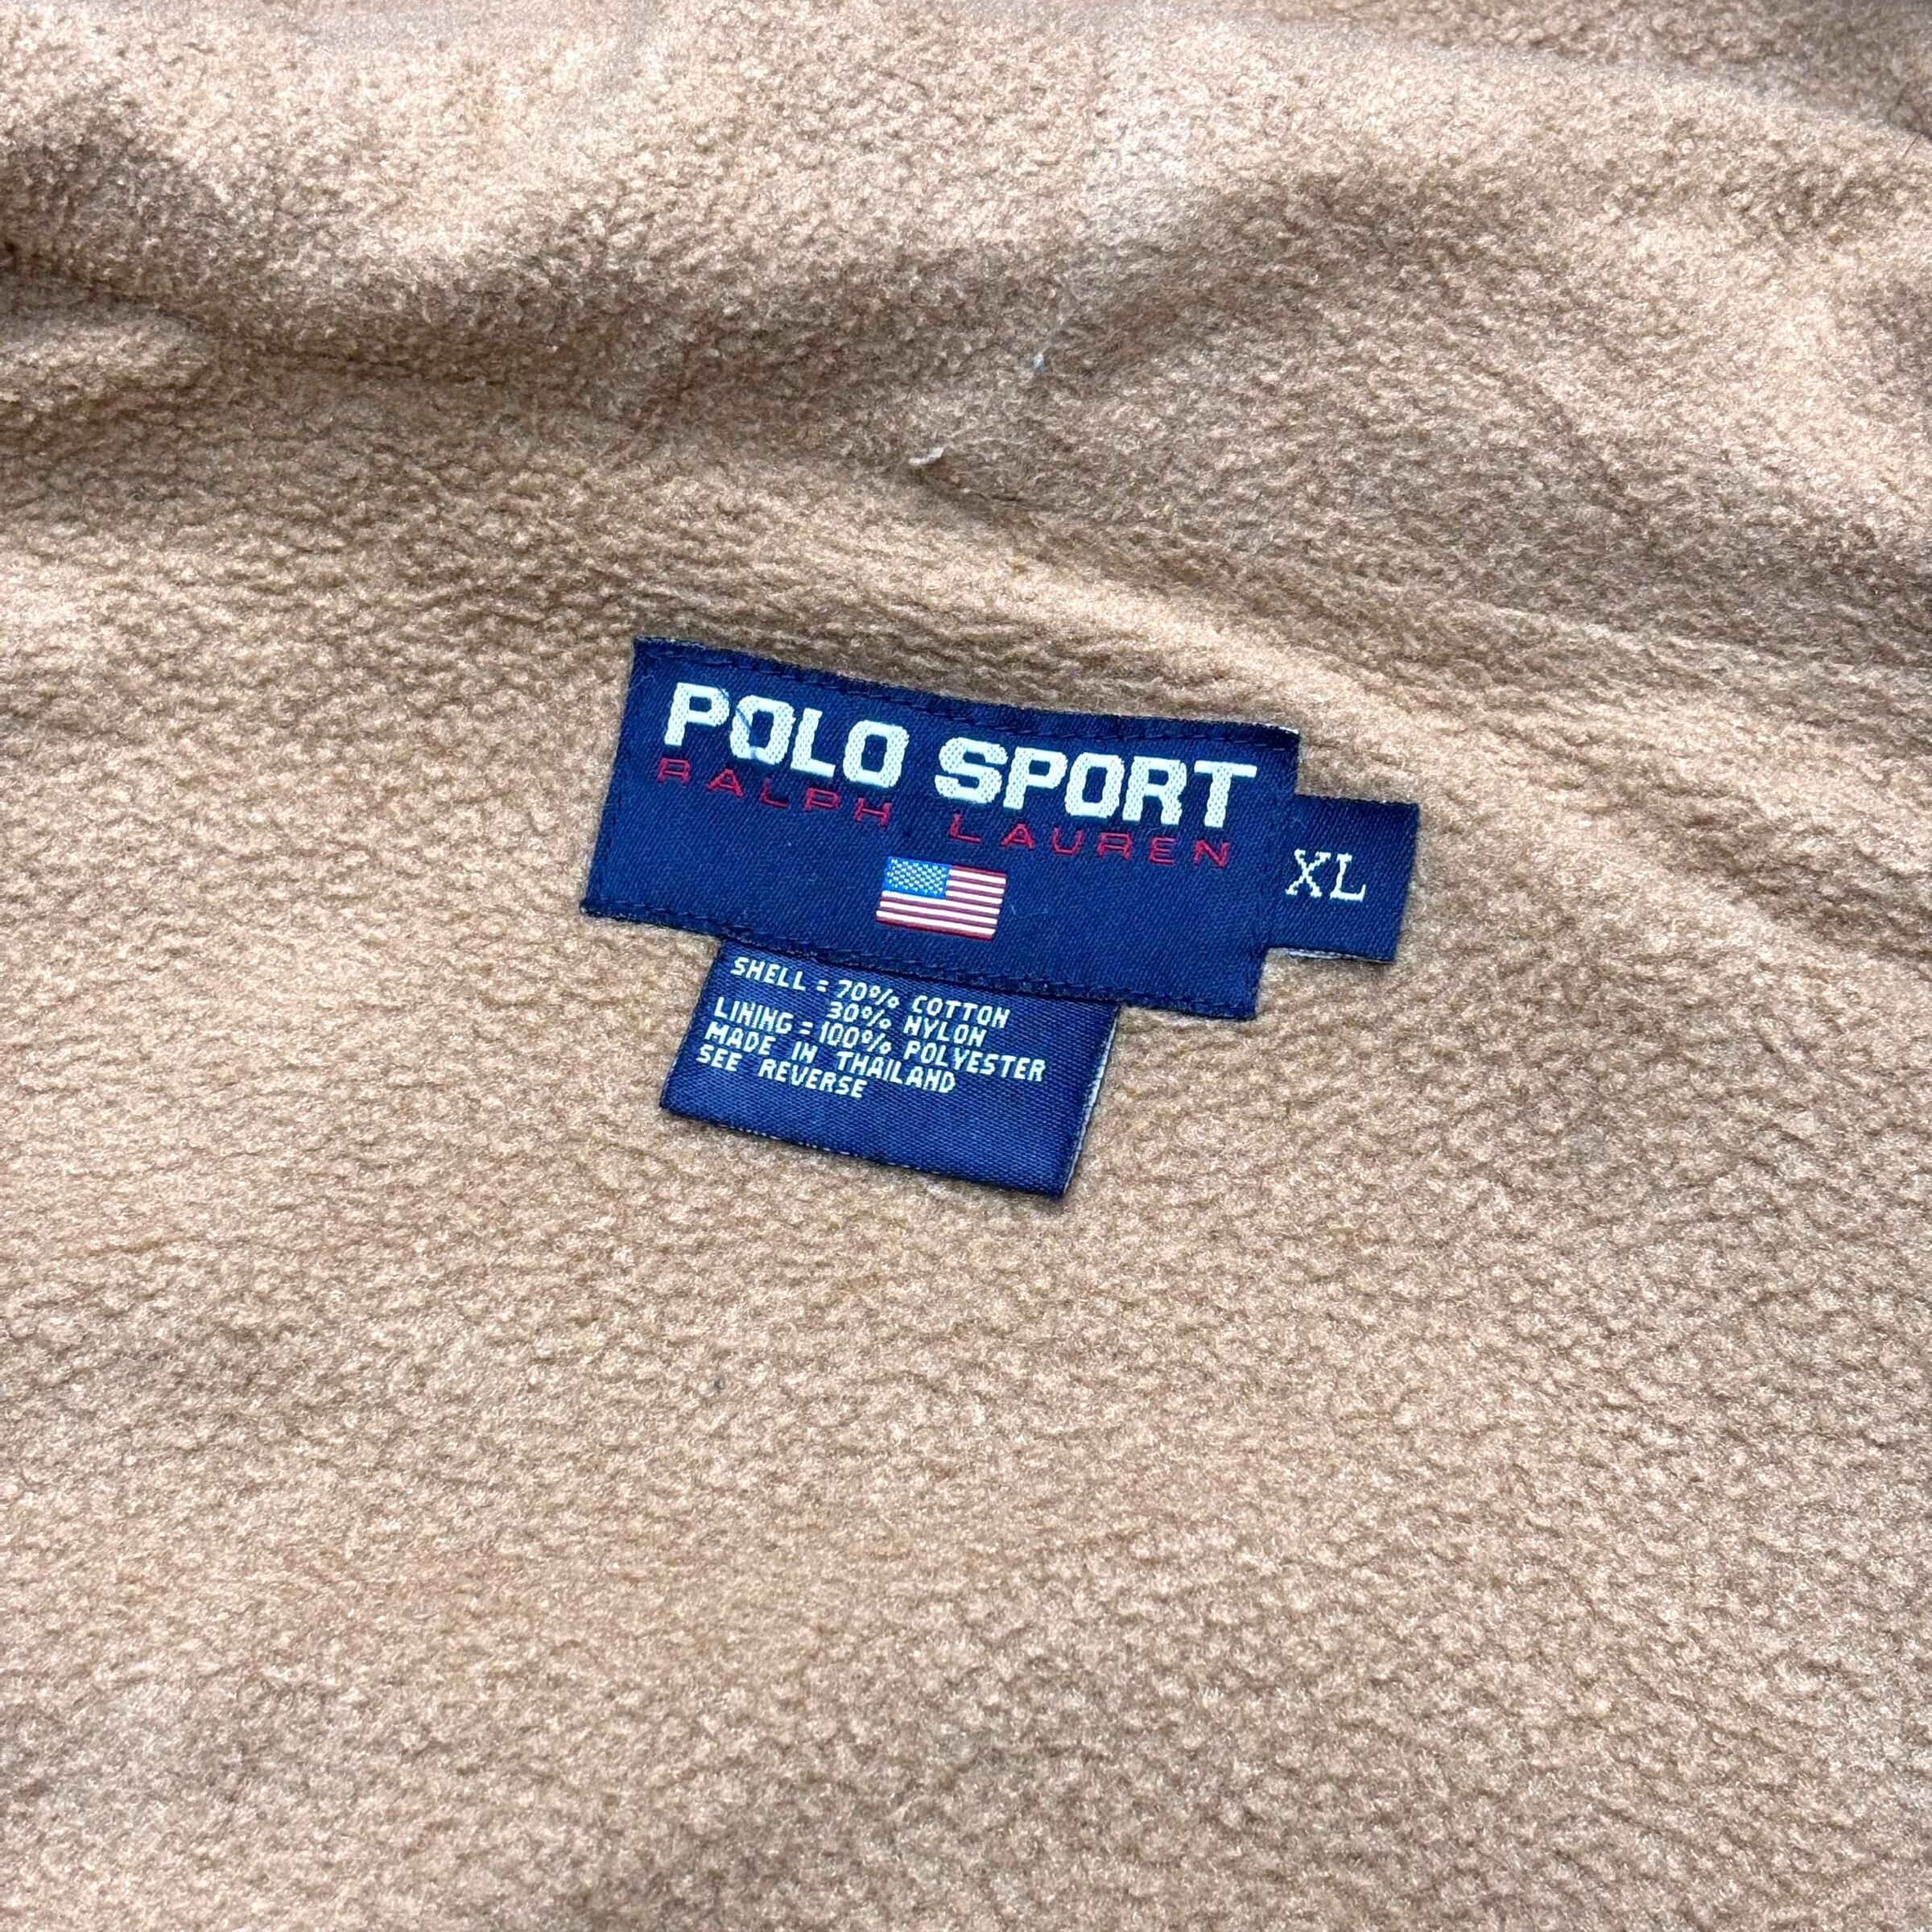 POLO SPORT
RALPH LAUREN
XL
SHELL = 70% COTTON
30% NYLON
LINING = 100% POLYESTER
MADE IN THAILAND
SEE REVERSE